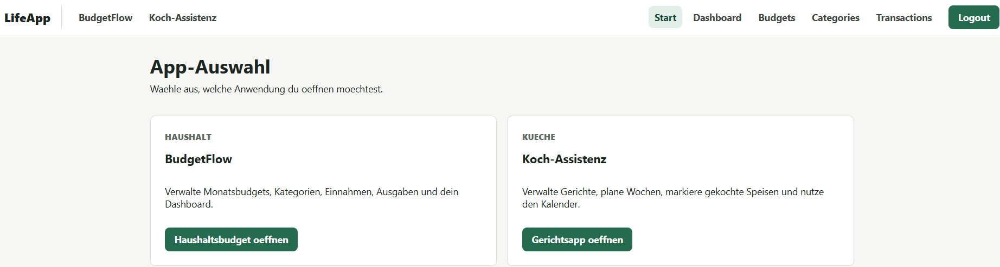 LifeApp BudgetFlow Koch-Assistenz Start Dashboard Budgets Categories Transactions Logout
App-Auswahl
Waehle aus, welche Anwendung du oeffnen moechtest.
HAUSHALT
BudgetFlow
Verwalte Monatsbudgets, Kategorien, Einnahmen, Ausgaben und dein
Dashboard.
Haushaltsbudget oeffnen
KUECHE
Koch-Assistenz
Verwalte Gerichte, plane Wochen, markiere gekochte Speisen und nutze
den Kalender.
Gerichtsapp oeffnen